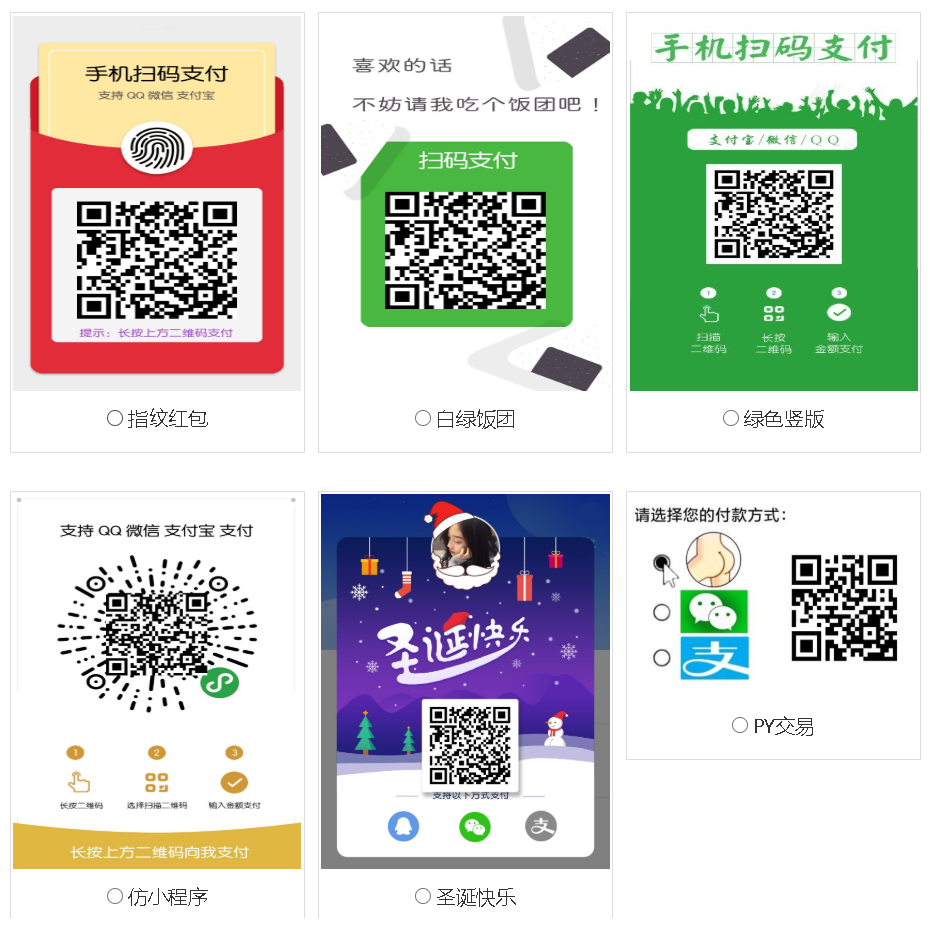 手机扫码支付
支持 QQ 微信 支付宝
提示：长按上方二维码支付
指纹红包
喜欢的话
不妨请我吃个饭团吧！
扫码支付
白绿饭团
手机扫码支付
支付宝/微信/QQ
1 2 3
扫描 长按 输入
二维码 二维码 金额支付
绿色竖版
支持 QQ 微信 支付宝 支付
1 2 3
长按二维码 选择扫描二维码 输入金额支付
长按上方二维码向我支付
仿小程序
圣诞快乐
支持以下方式支付
支
圣诞快乐
请选择您的付款方式：
支
PY交易